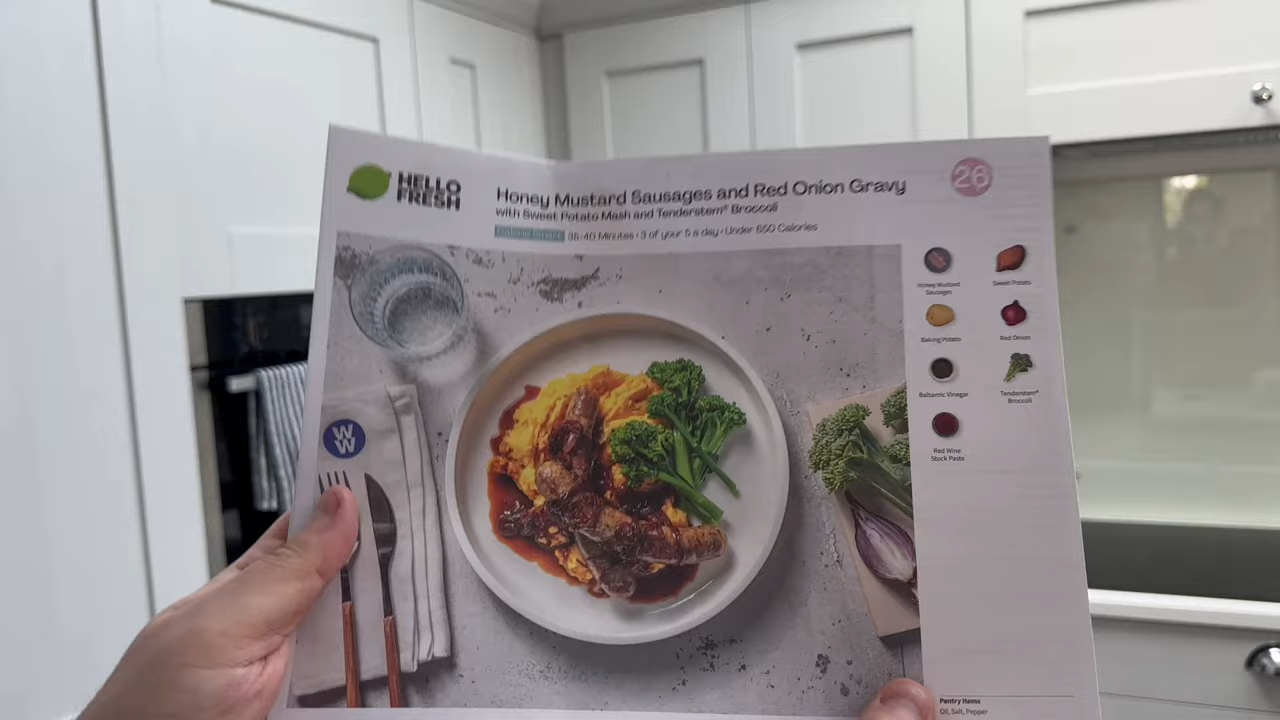 HELLO
FRESH
Honey Mustard Sausages and Red Onion Gravy
with Sweet Potato Mash and Tenderstem® Broccoli
35-40 Minutes • 3 of your 5 a day • Under 650 Calories
26
Honey Mustard
Sausages
Sweet Potato
Baking Potato
Red Onion
Balsamic Vinegar
Tenderstem®
Broccoli
Red Wine
Stock Paste
WW
Pantry Items
Oil, Salt, Pepper